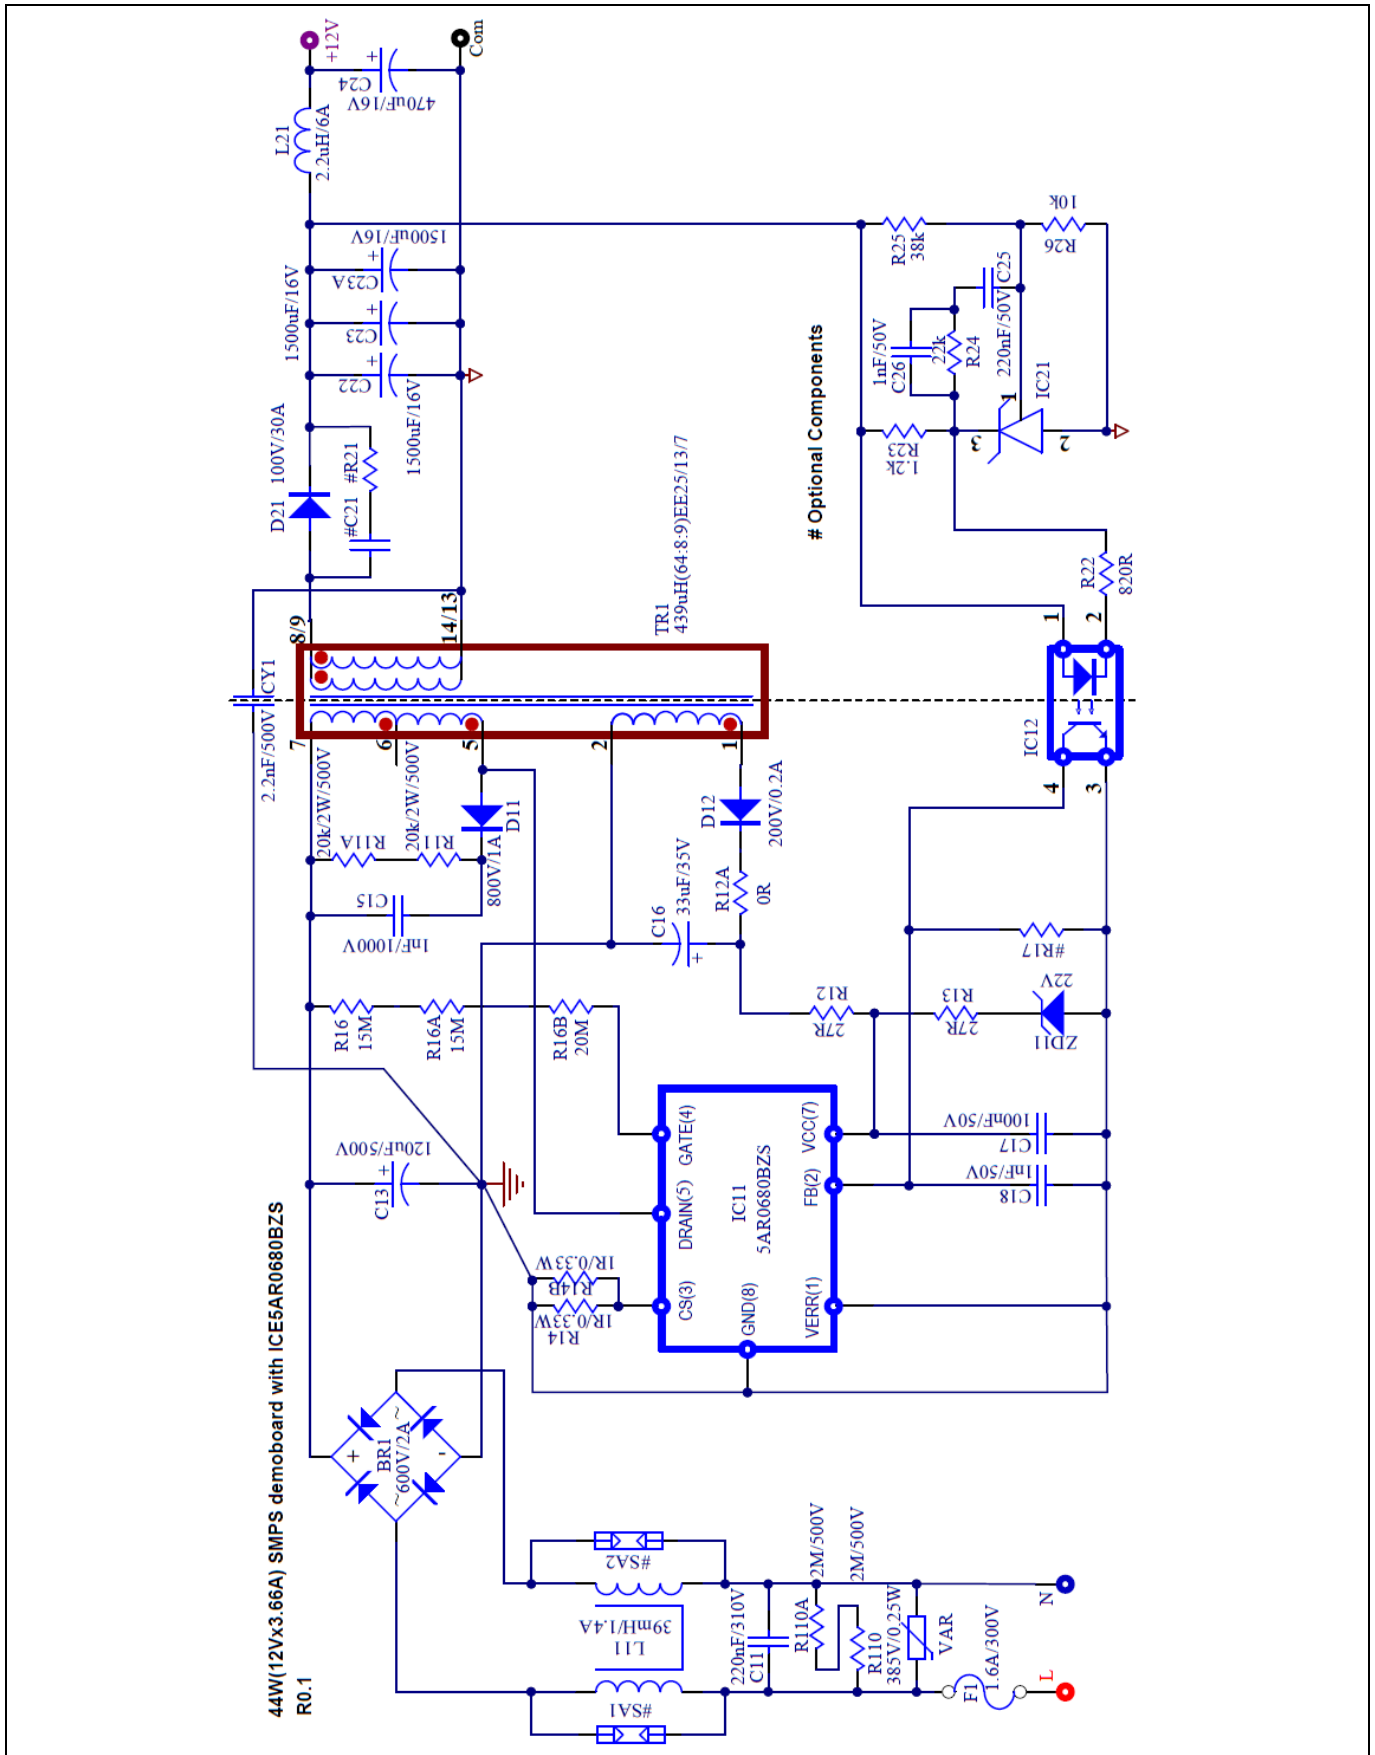 44W(12Vx3.66A) SMPS demoboard with ICE5AR0680BZS
R0.1
+12V
Com
C24
470uF/16V
L21
2.2uH/6A
1500uF/16V
C23A
1500uF/16V
C23
C22
1500uF/16V
D21 100V/30A
#R21
#C21
R25
38k
10k
R26
C25
220nF/50V
1nF/50V
C26
22k
R24
IC21
1
3
2
R23
1.2k
# Optional Components
R22
820R
TR1
439uH(64:8:9)EE25/13/7
8/9
14/13
CY1
2.2nF/500V
7
6
5
2
1
1
2
IC12
4
3
20k/2W/500V
R11A
20k/2W/500V
R11
D11
800V/1A
C15
1nF/1000V
D12
200V/0.2A
R12A
0R
C16
33uF/35V
R16
15M
R16A
15M
R16B
20M
R12
27R
R13
27R
#R17
22V
ZD11
120uF/500V
C13
+
+
+
+
+
+
GATE(4)
DRAIN(5)
CS(3)
IC11
5AR0680BZS
GND(8)
VCC(7)
FB(2)
VERR(1)
100nF/50V
C17
1nF/50V
C18
1R/0.33W
R14B
1R/0.33W
R14
+
BR1
600V/2A
~
~
-
#SA2
39mH/1.4A
L11
#SA1
220nF/310V
C11
2M/500V
R110A
2M/500V
R110
385V/0.25W
VAR
F1
1.6A/300V
N
L